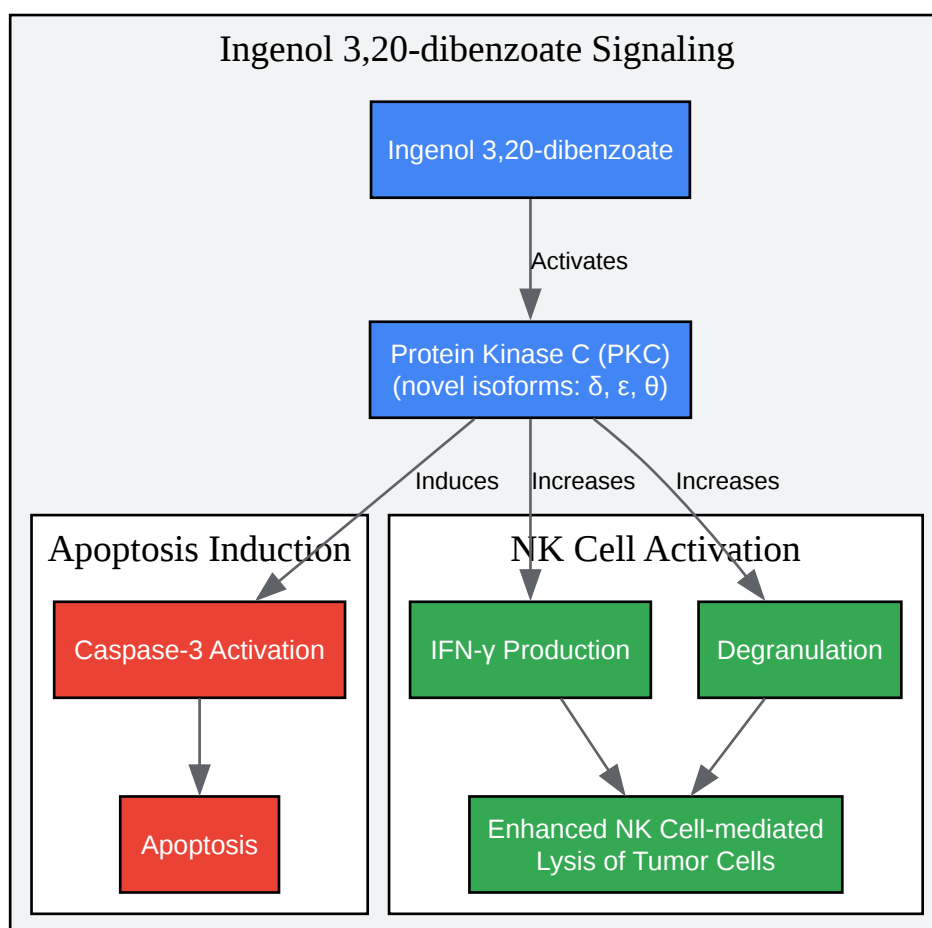 Ingenol 3,20-dibenzoate Signaling
Ingenol 3,20-dibenzoate
Activates
Protein Kinase C (PKC)
(novel isoforms: δ, ε, θ)
Induces
Increases
Increases
Apoptosis Induction
NK Cell Activation
Caspase-3 Activation
IFN-γ Production
Degranulation
Apoptosis
Enhanced NK Cell-mediated
Lysis of Tumor Cells